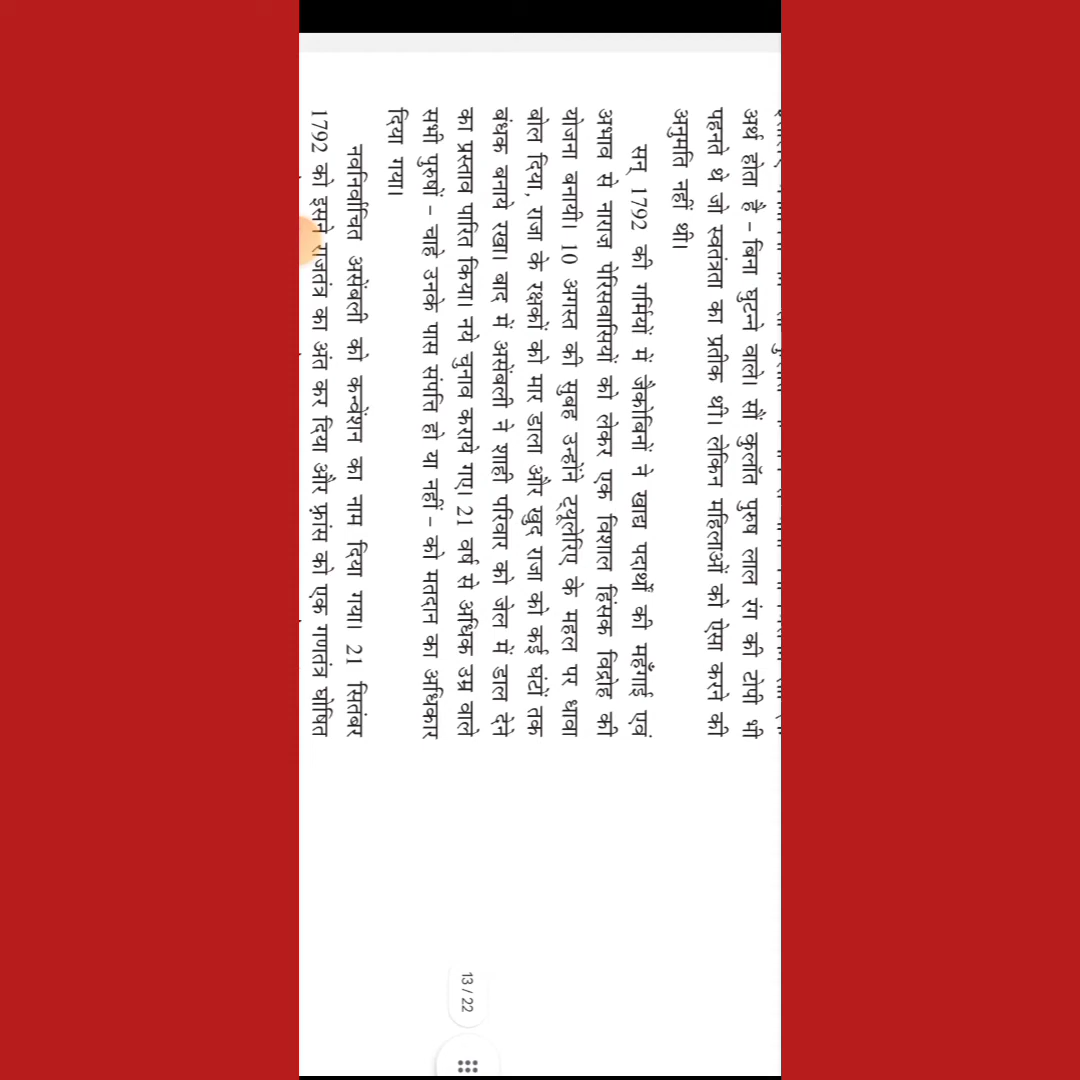 अर्थ होता है – बिना घुटन्ने वाले। सौं कुलॉत पुरुष लाल रंग की टोपी भी
पहनते थे जो स्वतंत्रता का प्रतीक थी। लेकिन महिलाओं को ऐसा करने की
अनुमति नहीं थी।
सन् 1792 की गर्मियों में जैकोबिनों ने खाद्य पदार्थों की महँगाई एवं
अभाव से नाराज़ पेरिसवासियों को लेकर एक विशाल हिंसक विद्रोह की
योजना बनायी। 10 अगस्त की सुबह उन्होंने ट्यूलेरिए के महल पर धावा
बोल दिया, राजा के रक्षकों को मार डाला और खुद राजा को कई घंटों तक
बंधक बनाये रखा। बाद में असेंबली ने शाही परिवार को जेल में डाल देने
का प्रस्ताव पारित किया। नये चुनाव कराये गए। 21 वर्ष से अधिक उम्र वाले
सभी पुरुषों – चाहे उनके पास संपत्ति हो या नहीं – को मतदान का अधिकार
दिया गया।
नवनिर्वाचित असेंबली को कन्वेंशन का नाम दिया गया। 21 सितंबर
1792 को इसने राजतंत्र का अंत कर दिया और फ़्रांस को एक गणतंत्र घोषित
13 / 22